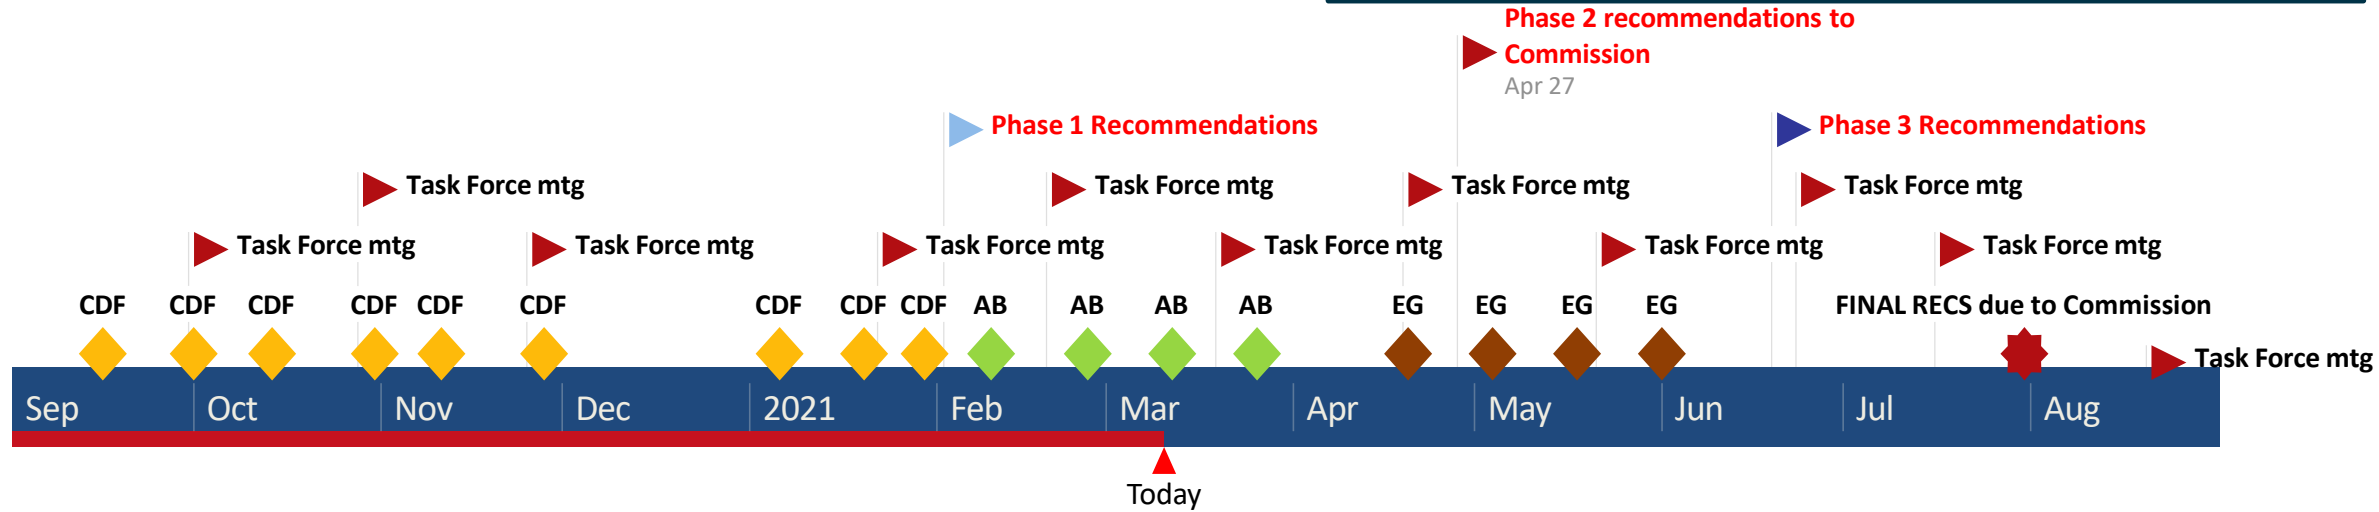 Phase 2 recommendations to
Commission
Apr 27
Phase 1 Recommendations
Phase 3 Recommendations
Task Force mtg
Task Force mtg
Task Force mtg
Task Force mtg
Task Force mtg
Task Force mtg
Task Force mtg
Task Force mtg
Task Force mtg
Task Force mtg
CDF
CDF
CDF
CDF
CDF
CDF
CDF
CDF
CDF
AB
AB
AB
AB
EG
EG
EG
EG
FINAL RECS due to Commission
Task Force mtg
Sep
Oct
Nov
Dec
2021
Feb
Mar
Apr
May
Jun
Jul
Aug
Today